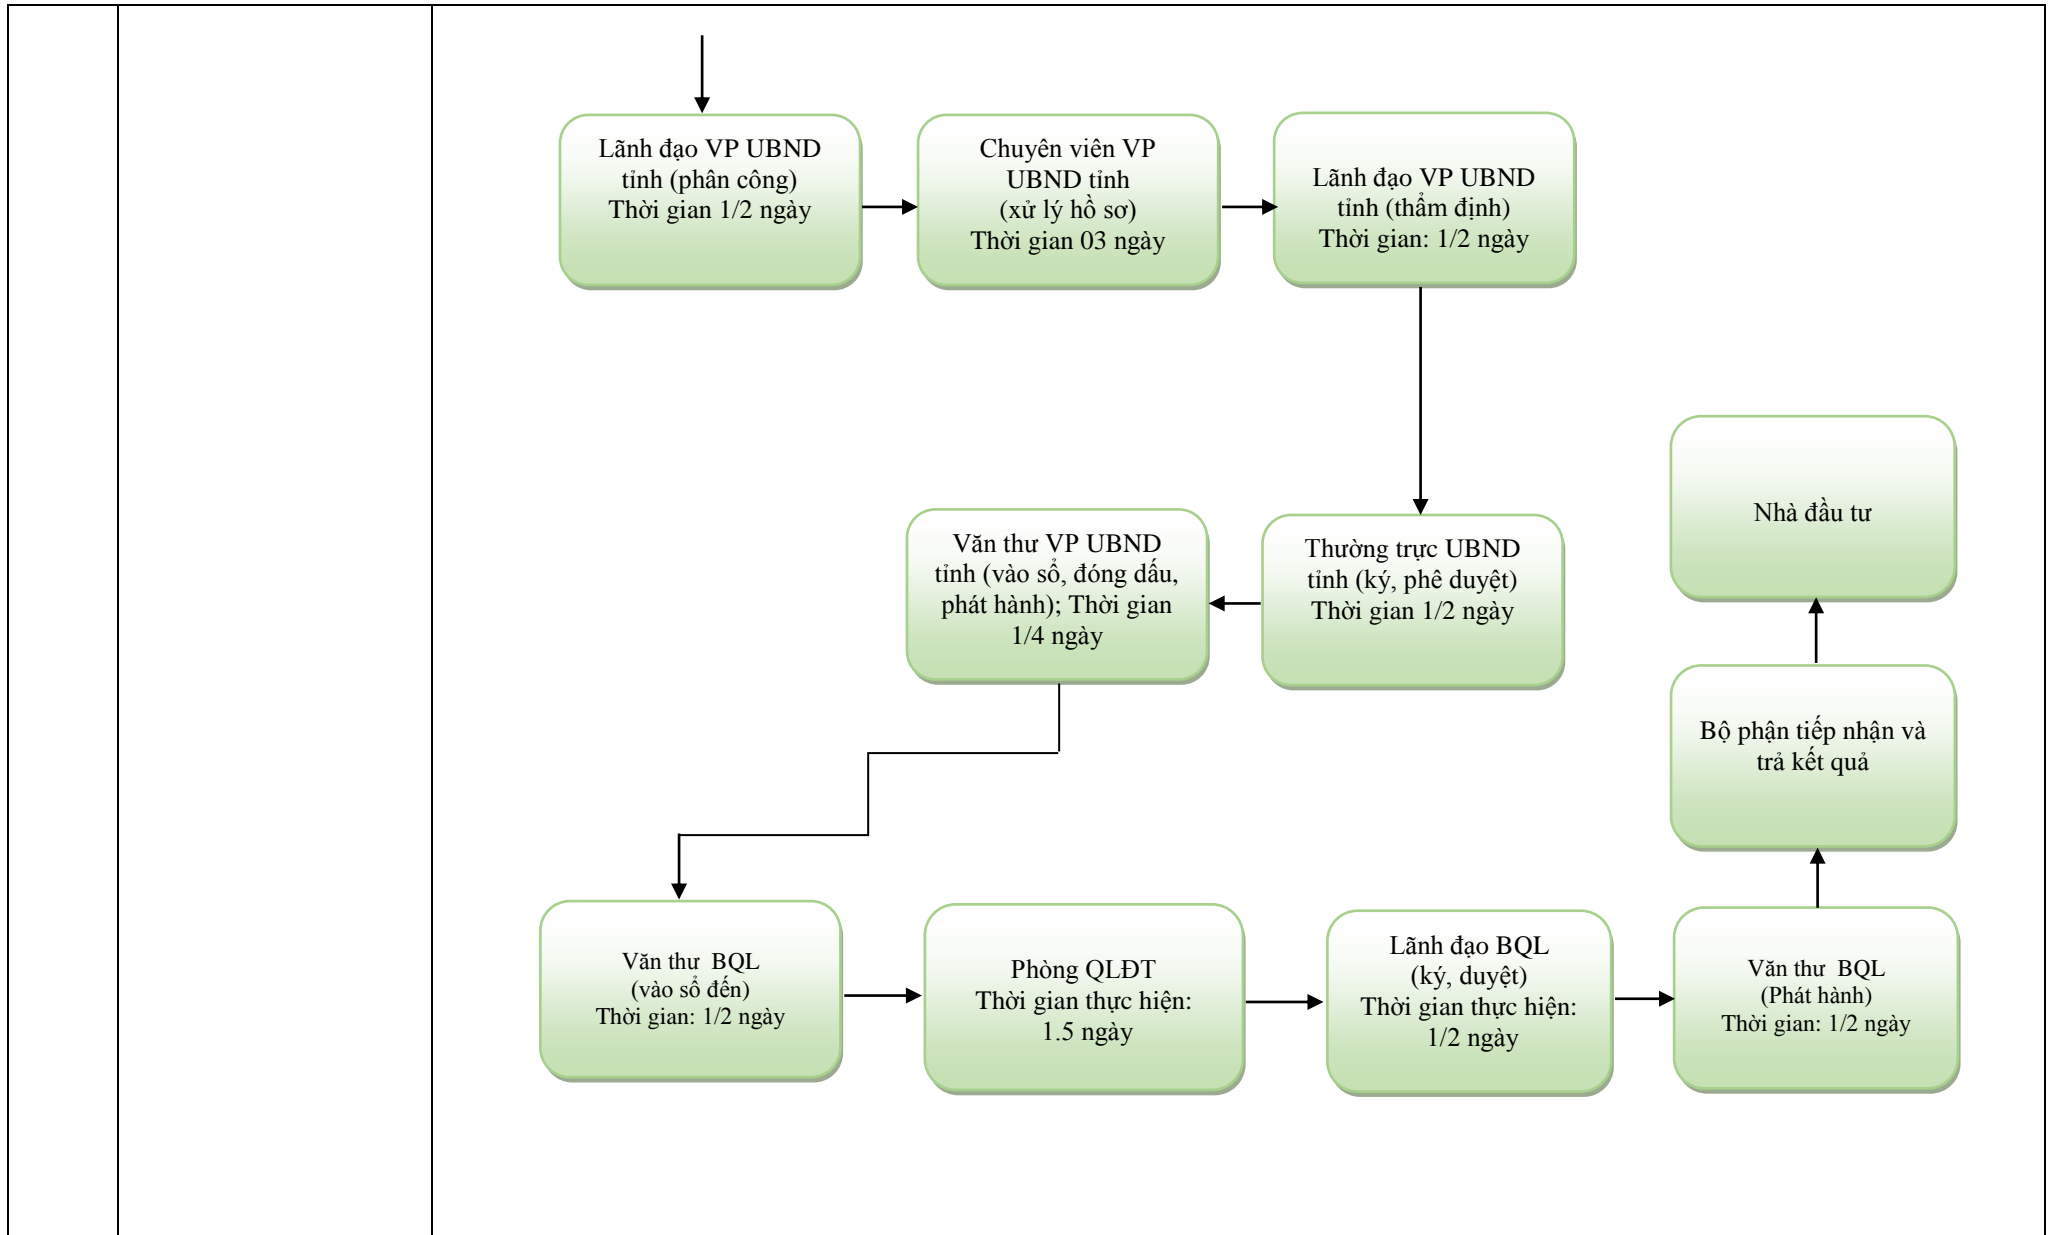 Lãnh đạo VP UBND
tỉnh (phân công)
Thời gian 1/2 ngày
Chuyên viên VP
UBND tỉnh
(xử lý hồ sơ)
Thời gian 03 ngày
Lãnh đạo VP UBND
tỉnh (thẩm định)
Thời gian: 1/2 ngày
Thường trực UBND
tỉnh (ký, phê duyệt)
Thời gian 1/2 ngày
Văn thư VP UBND
tỉnh (vào sổ, đóng dấu,
phát hành); Thời gian
1/4 ngày
Văn thư BQL
(vào sổ đến)
Thời gian: 1/2 ngày
Phòng QLĐT
Thời gian thực hiện:
1.5 ngày
Lãnh đạo BQL
(ký, duyệt)
Thời gian thực hiện:
1/2 ngày
Văn thư BQL
(Phát hành)
Thời gian: 1/2 ngày
Bộ phận tiếp nhận và
trả kết quả
Nhà đầu tư